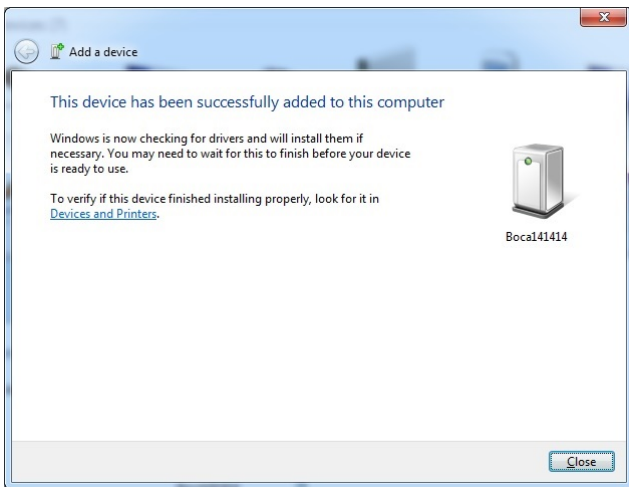 Add a device
This device has been successfully added to this computer
Windows is now checking for drivers and will install them if
necessary. You may need to wait for this to finish before your device
is ready to use.
To verify if this device finished installing properly, look for it in
Devices and Printers.
Boca141414
Close